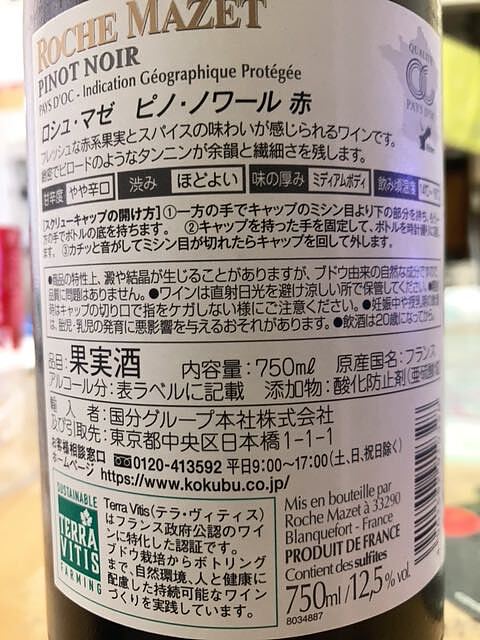 ROCHE MAZET
PINOT NOIR
PAYS D'OC - Indication Géographique Protégée
QUALITÉ
OC
PAYS D'OC
ロシュ・マゼ ピノ・ノワール 赤
フレッシュな赤系果実とスパイスの味わいが感じられるワインです。
緻密でビロードのようなタンニンが余韻と繊細さを残します。
甘辛度 やや辛口 渋み ほどよい 味の厚み ミディアムボディ 飲み頃温度
【スクリューキャップの開け方】①一方の手でキャップのミシン目より下の部分を持ち、
方の手でボトルの底を持ちます。 ②キャップを持った手を固定して、ボトルを時計
す。 ③カチッと音がしてミシン目が切れたらキャップを回して外します。
●商品の特性上、澱や結晶が生じることがありますが、ブドウ由来の自然な成分で
品質に問題はありません。●ワインは直射日光を避け涼しい所で保管してください。
時はキャップの切り口で指をケガしない様にご注意ください。●妊娠中や授乳期の飲酒
は、胎児・乳児の発育に悪影響を与えるおそれがあります。●飲酒は20歳になってから。
品目:果実酒 内容量:750ml 原産国名:フランス
アルコール分:表ラベルに記載 添加物:酸化防止剤(亜硫酸
輸入者:国分グループ本社株式会社
及び引取先:東京都中央区日本橋1-1-1
お客様相談窓口 0120-413592 平日9:00~17:00(土、日、祝日除く)
ホームページ https://www.kokubu.co.jp/
SUSTAINABLE
TERRA
VITIS
FARMING
Terra Vitis(テラ・ヴィティス)
はフランス政府公認のワイ
ンに特化した認証です。
ブドウ栽培からボトリング
まで、自然環境、人と健康に
配慮した持続可能なワイン
づくりを実践しています。
Mis en bouteille par
Roche Mazet à 33290
Blanquefort - France
PRODUIT DE FRANCE
Contient des sulfites
750ml/12,5% vol.
8034887